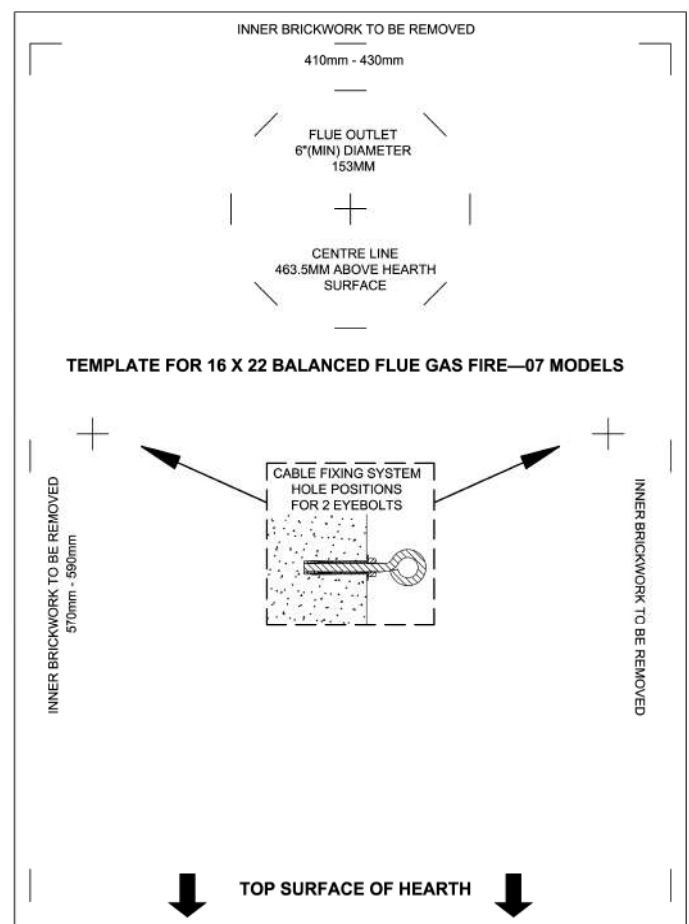 INNER BRICKWORK TO BE REMOVED
410mm - 430mm
FLUE OUTLET
6"(MIN) DIAMETER
153MM
CENTRE LINE
463.5MM ABOVE HEARTH
SURFACE
TEMPLATE FOR 16 X 22 BALANCED FLUE GAS FIRE—07 MODELS
CABLE FIXING SYSTEM
HOLE POSITIONS
FOR 2 EYEBOLTS
INNER BRICKWORK TO BE REMOVED
570mm - 590mm
INNER BRICKWORK TO BE REMOVED
TOP SURFACE OF HEARTH